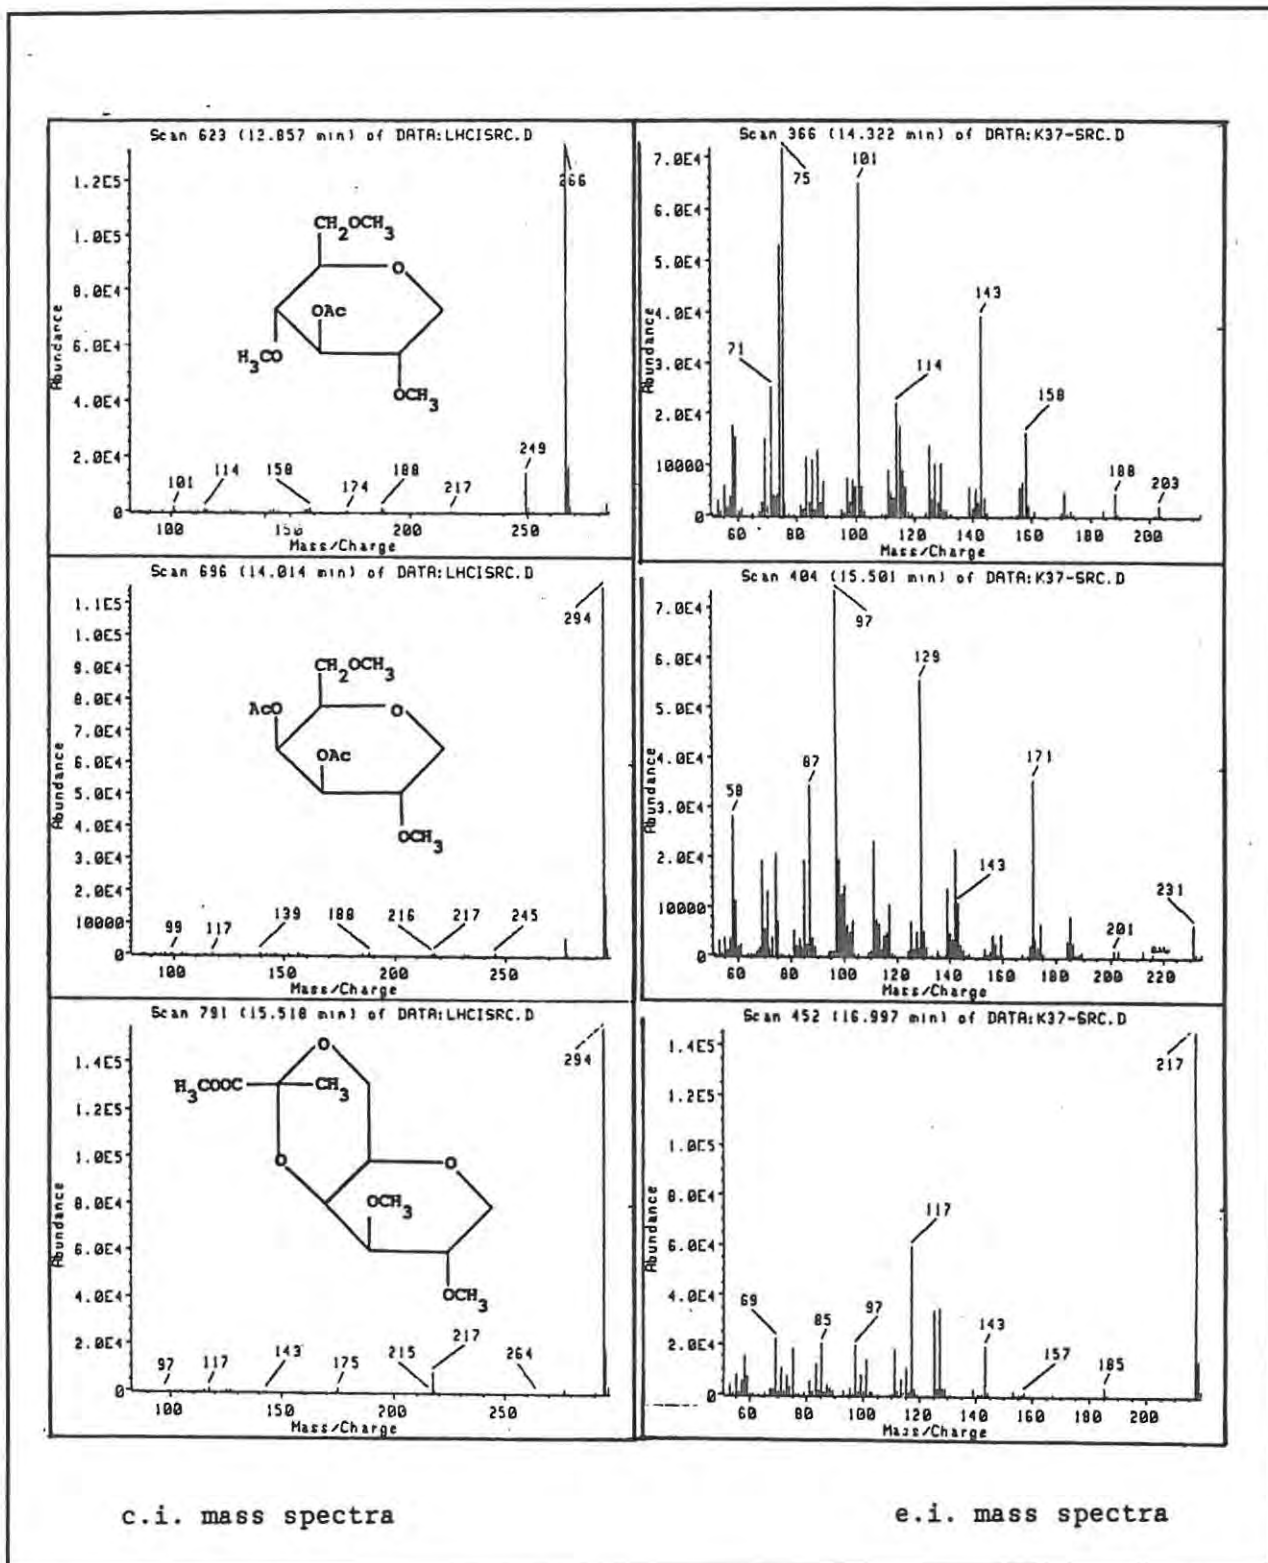 Scan 623 (12.857 min) of DATA:LHCISRC.D
1.2E5
1.0E5
8.0E4
6.0E4
4.0E4
2.0E4
0
Abundance
266
CH2OCH3
O
OAc
H3CO
OCH3
101
114
158
174
188
217
249
100
150
200
250
Mass/Charge
Scan 366 (14.322 min) of DATA:K37-SRC.D
7.0E4
6.0E4
5.0E4
4.0E4
3.0E4
2.0E4
10000
0
Abundance
75
101
71
114
143
158
188
203
60
80
100
120
140
160
180
200
Mass/Charge
Scan 696 (14.014 min) of DATA:LHCISRC.D
1.1E5
1.0E5
9.0E4
8.0E4
7.0E4
6.0E4
5.0E4
4.0E4
3.0E4
2.0E4
10000
0
Abundance
294
CH2OCH3
AcO
O
OAc
OCH3
99
117
139
188
216
217
245
100
150
200
250
Mass/Charge
Scan 404 (15.501 min) of DATA:K37-SRC.D
7.0E4
6.0E4
5.0E4
4.0E4
3.0E4
2.0E4
10000
0
Abundance
97
129
58
87
171
143
201
231
60
80
100
120
140
160
180
200
220
Mass/Charge
Scan 791 (15.518 min) of DATA:LHCISRC.D
1.4E5
1.2E5
1.0E5
8.0E4
6.0E4
4.0E4
2.0E4
0
Abundance
294
O
H3COOC
CH3
O
O
OCH3
OCH3
97
117
143
175
215
217
264
100
150
200
250
Mass/Charge
Scan 452 (16.997 min) of DATA:K37-SRC.D
1.4E5
1.2E5
1.0E5
8.0E4
6.0E4
4.0E4
2.0E4
0
Abundance
217
117
69
85
97
143
157
185
60
80
100
120
140
160
180
200
Mass/Charge
c.i. mass spectra
e.i. mass spectra